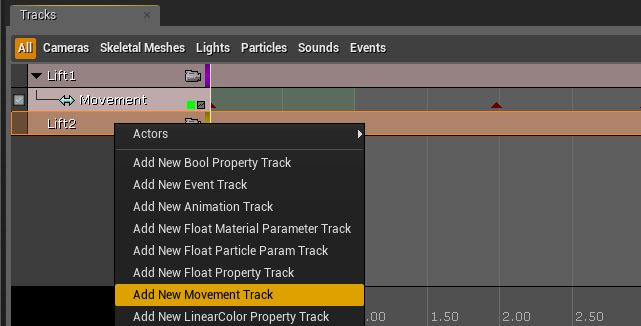 Tracks
All Cameras Skeletal Meshes Lights Particles Sounds Events
Lift1
Movement
Lift2
Actors
Add New Bool Property Track
Add New Event Track
Add New Animation Track
Add New Float Material Parameter Track
Add New Float Particle Param Track
Add New Float Property Track
Add New Movement Track
Add New LinearColor Property Track
.00 2.00 2.50